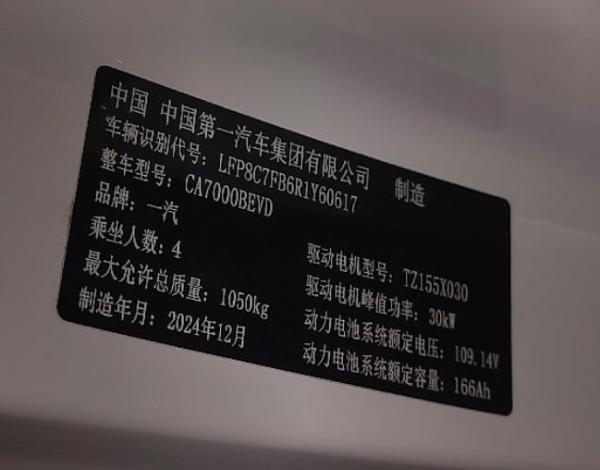 中国 中国第一汽车集团有限公司 制造
车辆识别代号: LFP8C7FB6R1Y60617
整车型号: CA7000BEVD
品牌: 一汽
乘坐人数: 4
最大允许总质量: 1050kg
制造年月: 2024年12月
驱动电机型号: TZ155X030
驱动电机峰值功率: 30kW
动力电池系统额定电压: 109.14V
动力电池系统额定容量: 166Ah